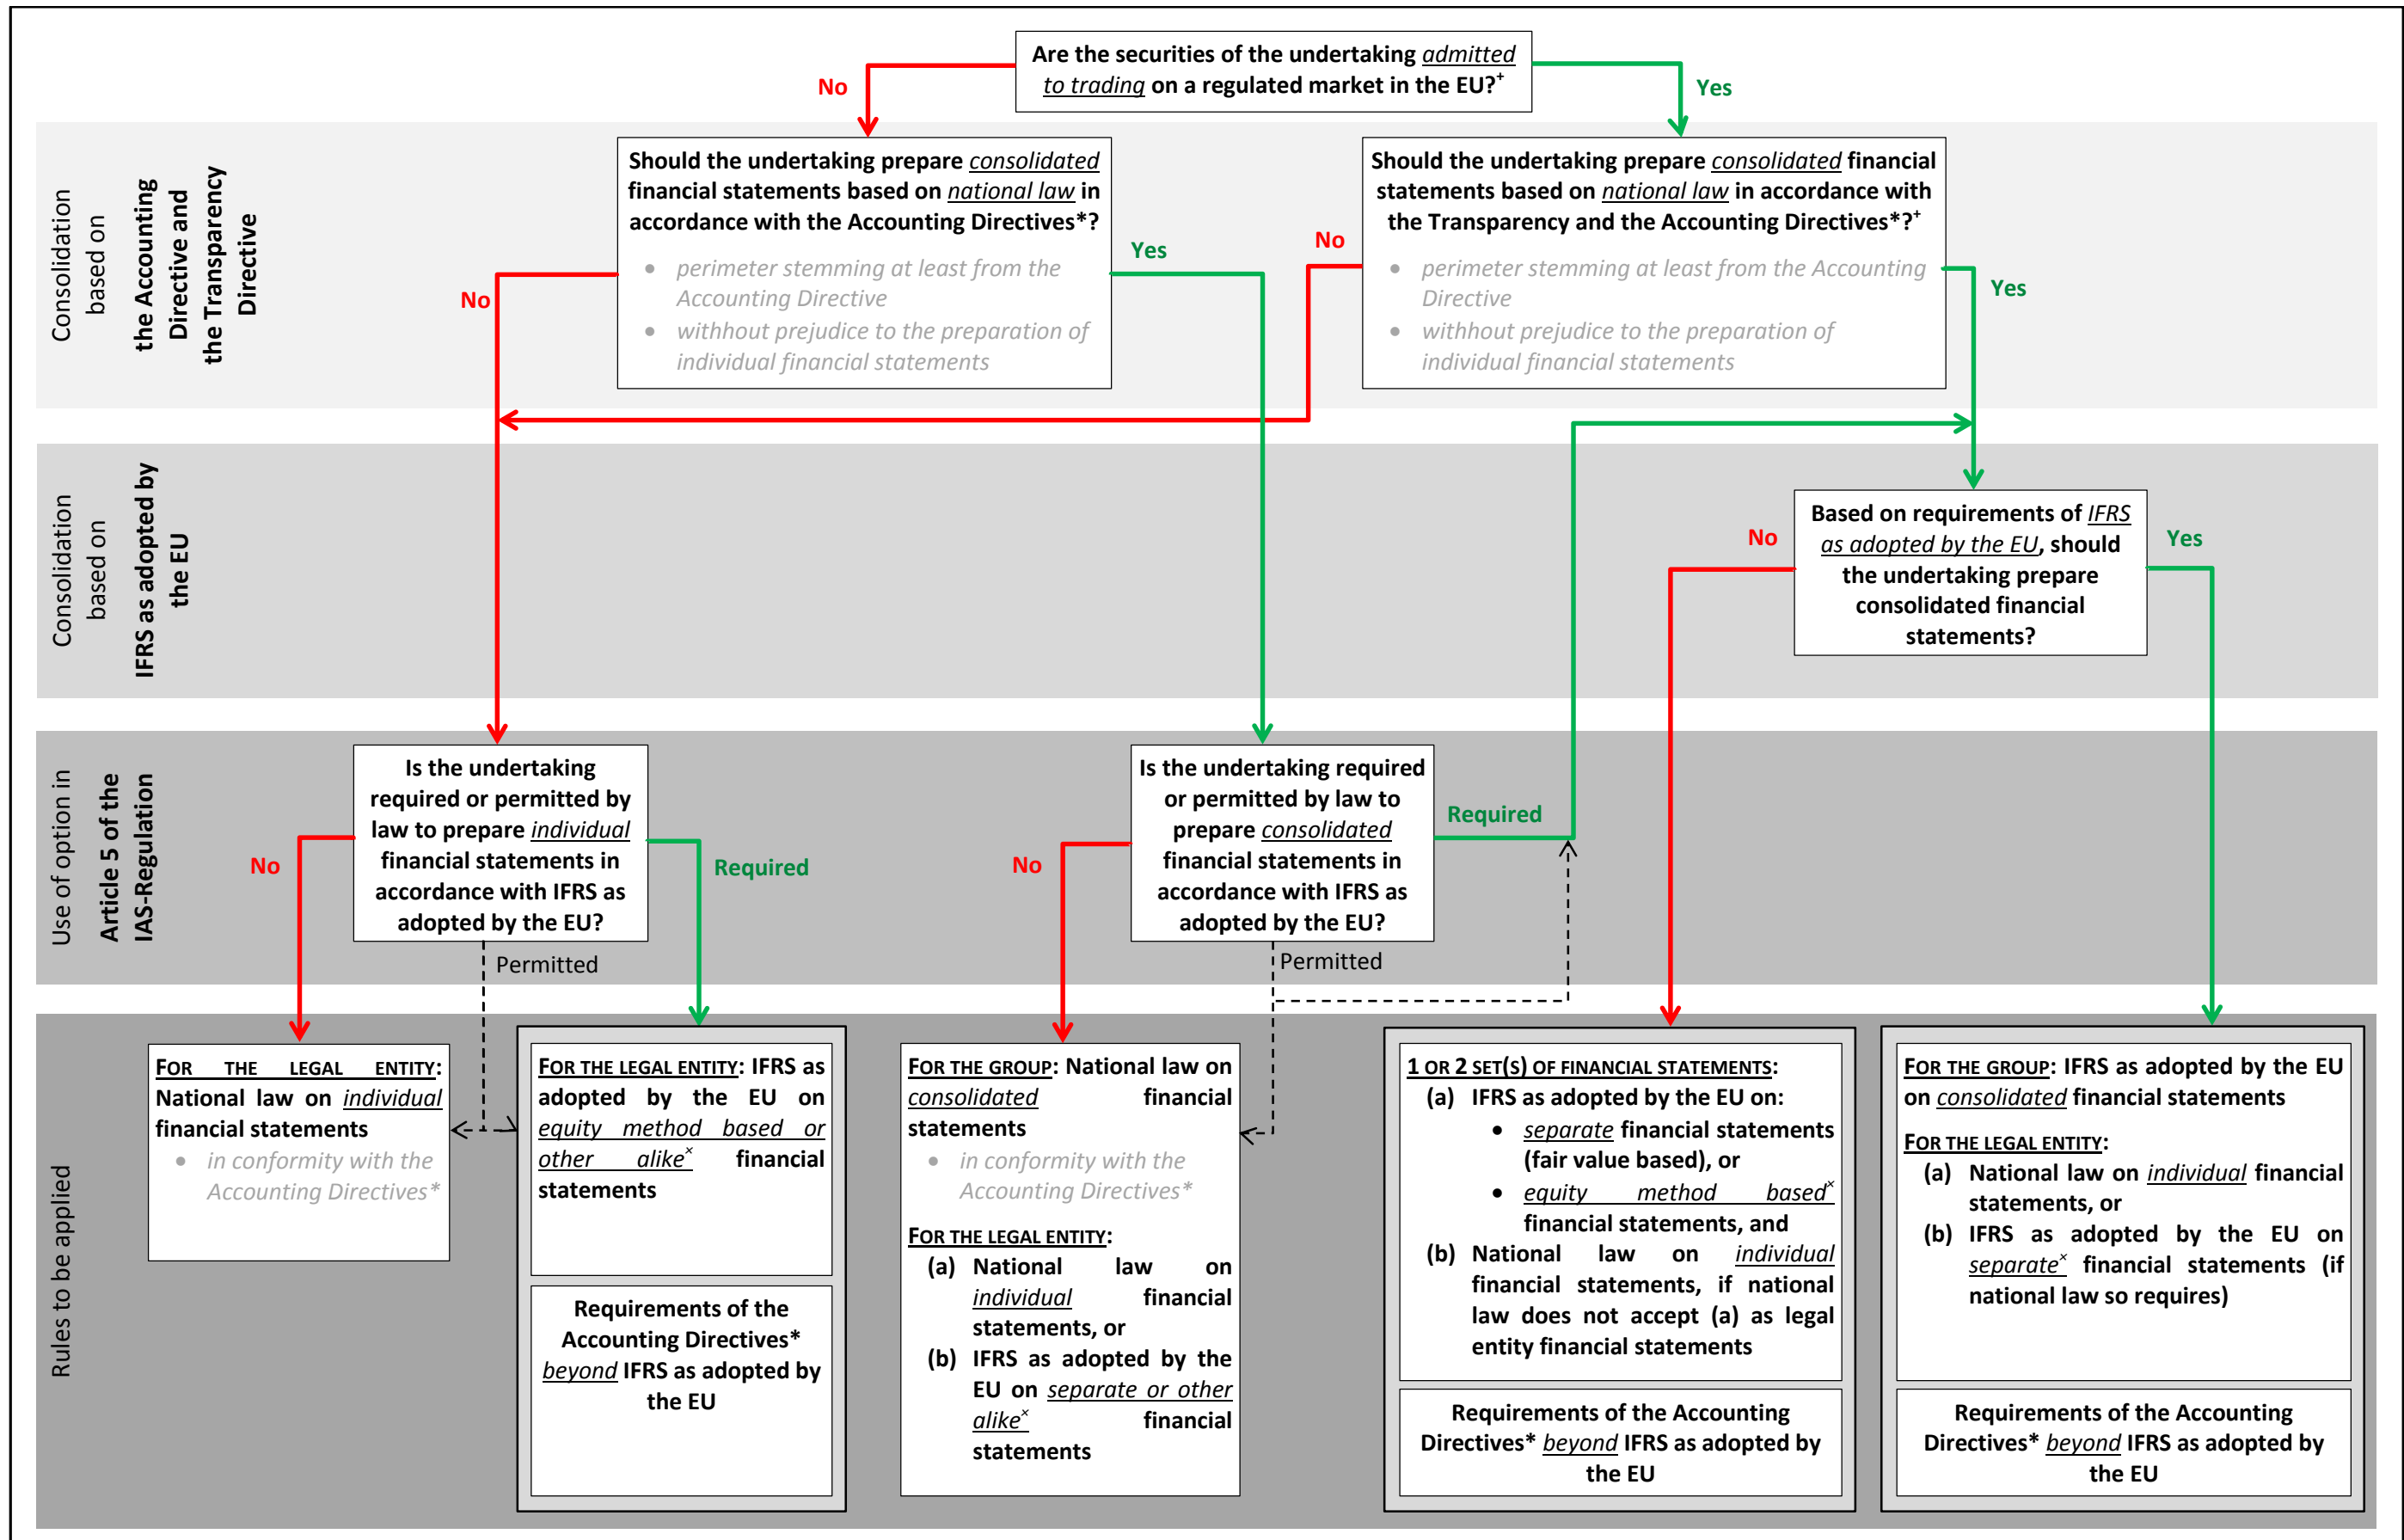 Are the securities of the undertaking admitted
to trading on a regulated market in the EU?+
No
Yes
Consolidation
based on
the Accounting
Directive and
the Transparency
Directive
Should the undertaking prepare consolidated
financial statements based on national law in
accordance with the Accounting Directives*?
• perimeter stemming at least from the
Accounting Directive
• withhout prejudice to the preparation of
individual financial statements
No
Yes
Should the undertaking prepare consolidated financial
statements based on national law in accordance with
the Transparency and the Accounting Directives*?+
• perimeter stemming at least from the Accounting
Directive
• withhout prejudice to the preparation of
individual financial statements
No
Yes
Consolidation
based on
IFRS as adopted by
the EU
Based on requirements of IFRS
as adopted by the EU, should
the undertaking prepare
consolidated financial
statements?
No
Yes
Use of option in
Article 5 of the
IAS-Regulation
Is the undertaking
required or permitted by
law to prepare individual
financial statements in
accordance with IFRS as
adopted by the EU?
No
Required
Permitted
Is the undertaking required
or permitted by law to
prepare consolidated
financial statements in
accordance with IFRS as
adopted by the EU?
No
Required
Permitted
Rules to be applied
FOR THE LEGAL ENTITY:
National law on individual
financial statements
• in conformity with the
Accounting Directives*
FOR THE LEGAL ENTITY: IFRS as
adopted by the EU on
equity method based or
other alike× financial
statements
Requirements of the
Accounting Directives*
beyond IFRS as adopted by
the EU
FOR THE GROUP: National law on
consolidated financial
statements
• in conformity with the
Accounting Directives*
FOR THE LEGAL ENTITY:
(a) National law on
individual financial
statements, or
(b) IFRS as adopted by the
EU on separate or other
alike× financial
statements
1 OR 2 SET(S) OF FINANCIAL STATEMENTS:
(a) IFRS as adopted by the EU on:
• separate financial statements
(fair value based), or
• equity method based×
financial statements, and
(b) National law on individual
financial statements, if national
law does not accept (a) as legal
entity financial statements
Requirements of the Accounting
Directives* beyond IFRS as adopted by
the EU
FOR THE GROUP: IFRS as adopted by the EU
on consolidated financial statements
FOR THE LEGAL ENTITY:
(a) National law on individual financial
statements, or
(b) IFRS as adopted by the EU on
separate× financial statements (if
national law so requires)
Requirements of the Accounting
Directives* beyond IFRS as adopted by
the EU